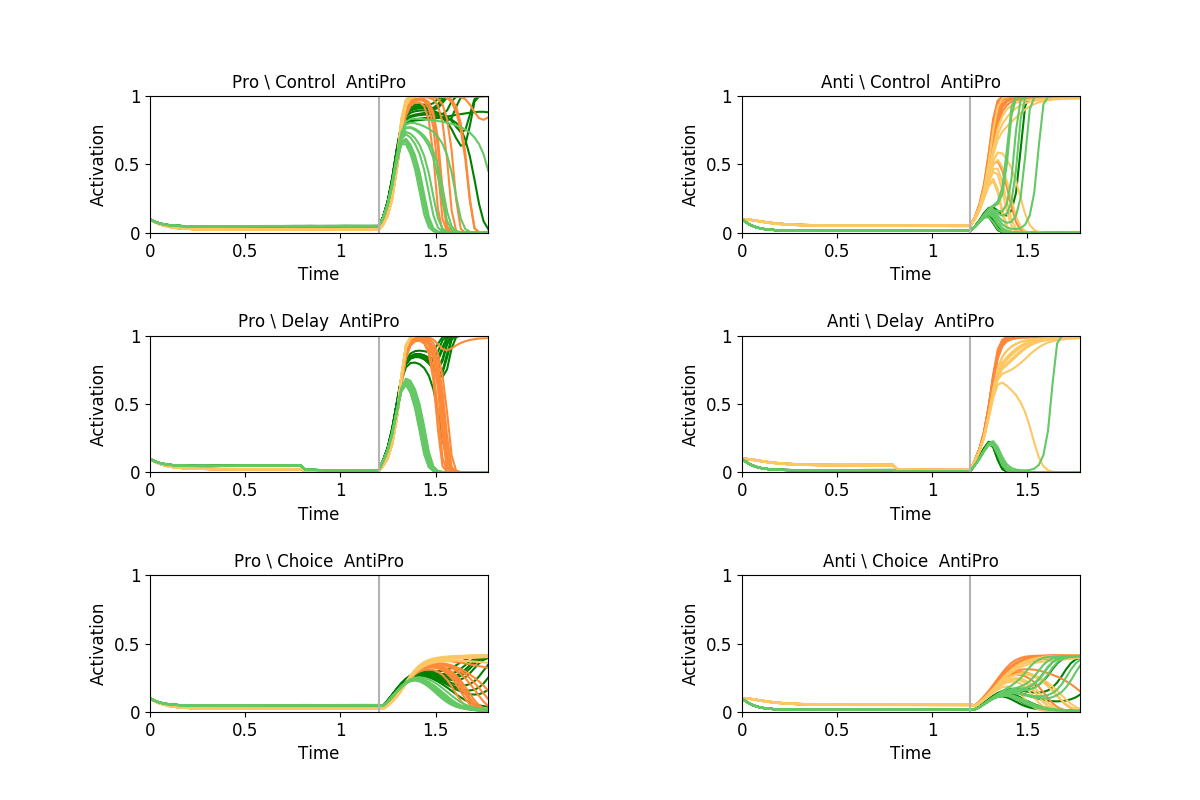 Pro \ Control  AntiPro
1
0.5
0
Activation
0
0.5
1
1.5
Time
Anti \ Control  AntiPro
1
0.5
0
Activation
0
0.5
1
1.5
Time
Pro \ Delay  AntiPro
1
0.5
0
Activation
0
0.5
1
1.5
Time
Anti \ Delay  AntiPro
1
0.5
0
Activation
0
0.5
1
1.5
Time
Pro \ Choice  AntiPro
1
0.5
0
Activation
0
0.5
1
1.5
Time
Anti \ Choice  AntiPro
1
0.5
0
Activation
0
0.5
1
1.5
Time